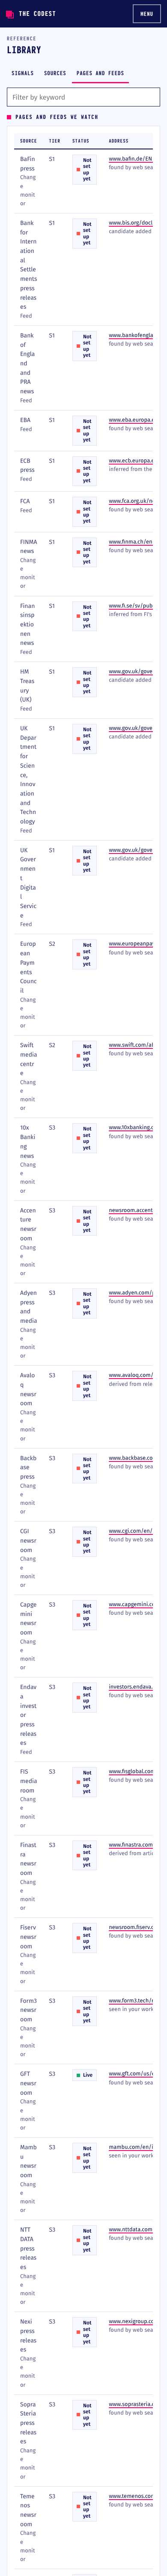 THE CODEST
MENU
REFERENCE
LIBRARY
SIGNALS SOURCES PAGES AND FEEDS
Filter by keyword
PAGES AND FEEDS WE WATCH
SOURCE TIER STATUS ADDRESS
BaFin press Change monitor S1 Not set up yet www.bafin.de/EN
found by web sea
Bank for International Settlements press releases Feed S1 Not set up yet www.bis.org/docl
candidate added
Bank of England and PRA news Feed S1 Not set up yet www.bankofengla
found by web sea
EBA Feed S1 Not set up yet www.eba.europa.e
found by web sea
ECB press Feed S1 Not set up yet www.ecb.europa.e
inferred from the
FCA Feed S1 Not set up yet www.fca.org.uk/n
found by web sea
FINMA news Change monitor S1 Not set up yet www.finma.ch/en
found by web sea
Finansinspektionen news Feed S1 Not set up yet www.fi.se/sv/pub
inferred from FI's
HM Treasury (UK) Feed S1 Not set up yet www.gov.uk/gove
candidate added
UK Department for Science, Innovation and Technology Feed S1 Not set up yet www.gov.uk/gove
candidate added
UK Government Digital Service Feed S1 Not set up yet www.gov.uk/gove
candidate added
European Payments Council Change monitor S2 Not set up yet www.europeanpay
found by web sea
Swift media centre Change monitor S2 Not set up yet www.swift.com/al
found by web sea
10x Banking news Change monitor S3 Not set up yet www.10xbanking.c
found by web sea
Accenture newsroom Change monitor S3 Not set up yet newsroom.accent
found by web sea
Adyen press and media Change monitor S3 Not set up yet www.adyen.com/p
found by web sea
Avaloq newsroom Change monitor S3 Not set up yet www.avaloq.com/
derived from rele
Backbase press Change monitor S3 Not set up yet www.backbase.co
found by web sea
CGI newsroom Change monitor S3 Not set up yet www.cgi.com/en/
found by web sea
Capgemini newsroom Change monitor S3 Not set up yet www.capgemini.co
found by web sea
Endava investor press releases Feed S3 Not set up yet investors.endava.
found by web sea
FIS media room Change monitor S3 Not set up yet www.fisglobal.com
found by web sea
Finastra newsroom Change monitor S3 Not set up yet www.finastra.com
derived from artic
Fiserv newsroom Change monitor S3 Not set up yet newsroom.fiserv.c
found by web sea
Form3 newsroom Change monitor S3 Not set up yet www.form3.tech/n
seen in your work
GFT newsroom Change monitor S3 Live www.gft.com/us/e
found by web sea
Mambu newsroom Change monitor S3 Not set up yet mambu.com/en/i
seen in your work
NTT DATA press releases Change monitor S3 Not set up yet www.nttdata.com
found by web sea
Nexi press releases Change monitor S3 Not set up yet www.nexigroup.co
found by web sea
Sopra Steria press releases Change monitor S3 Not set up yet www.soprasteria.c
found by web sea
Temenos newsroom Change monitor S3 Not set up yet www.temenos.com
found by web sea